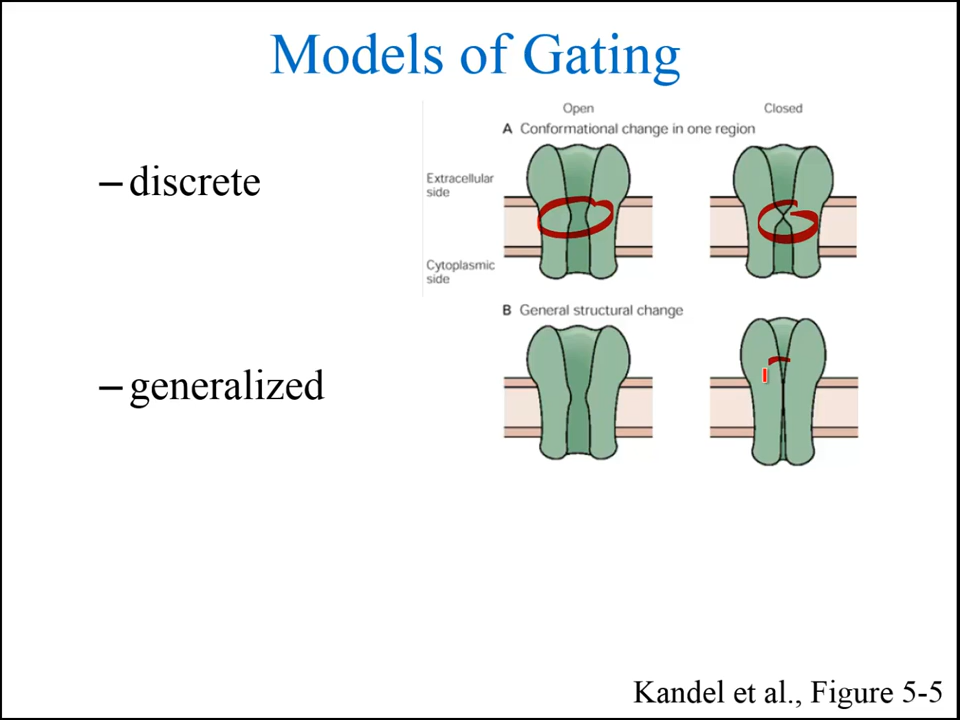 Models of Gating
Open Closed
A Conformational change in one region
– discrete
Extracellular
side
Cytoplasmic
side
B General structural change
– generalized
Kandel et al., Figure 5-5